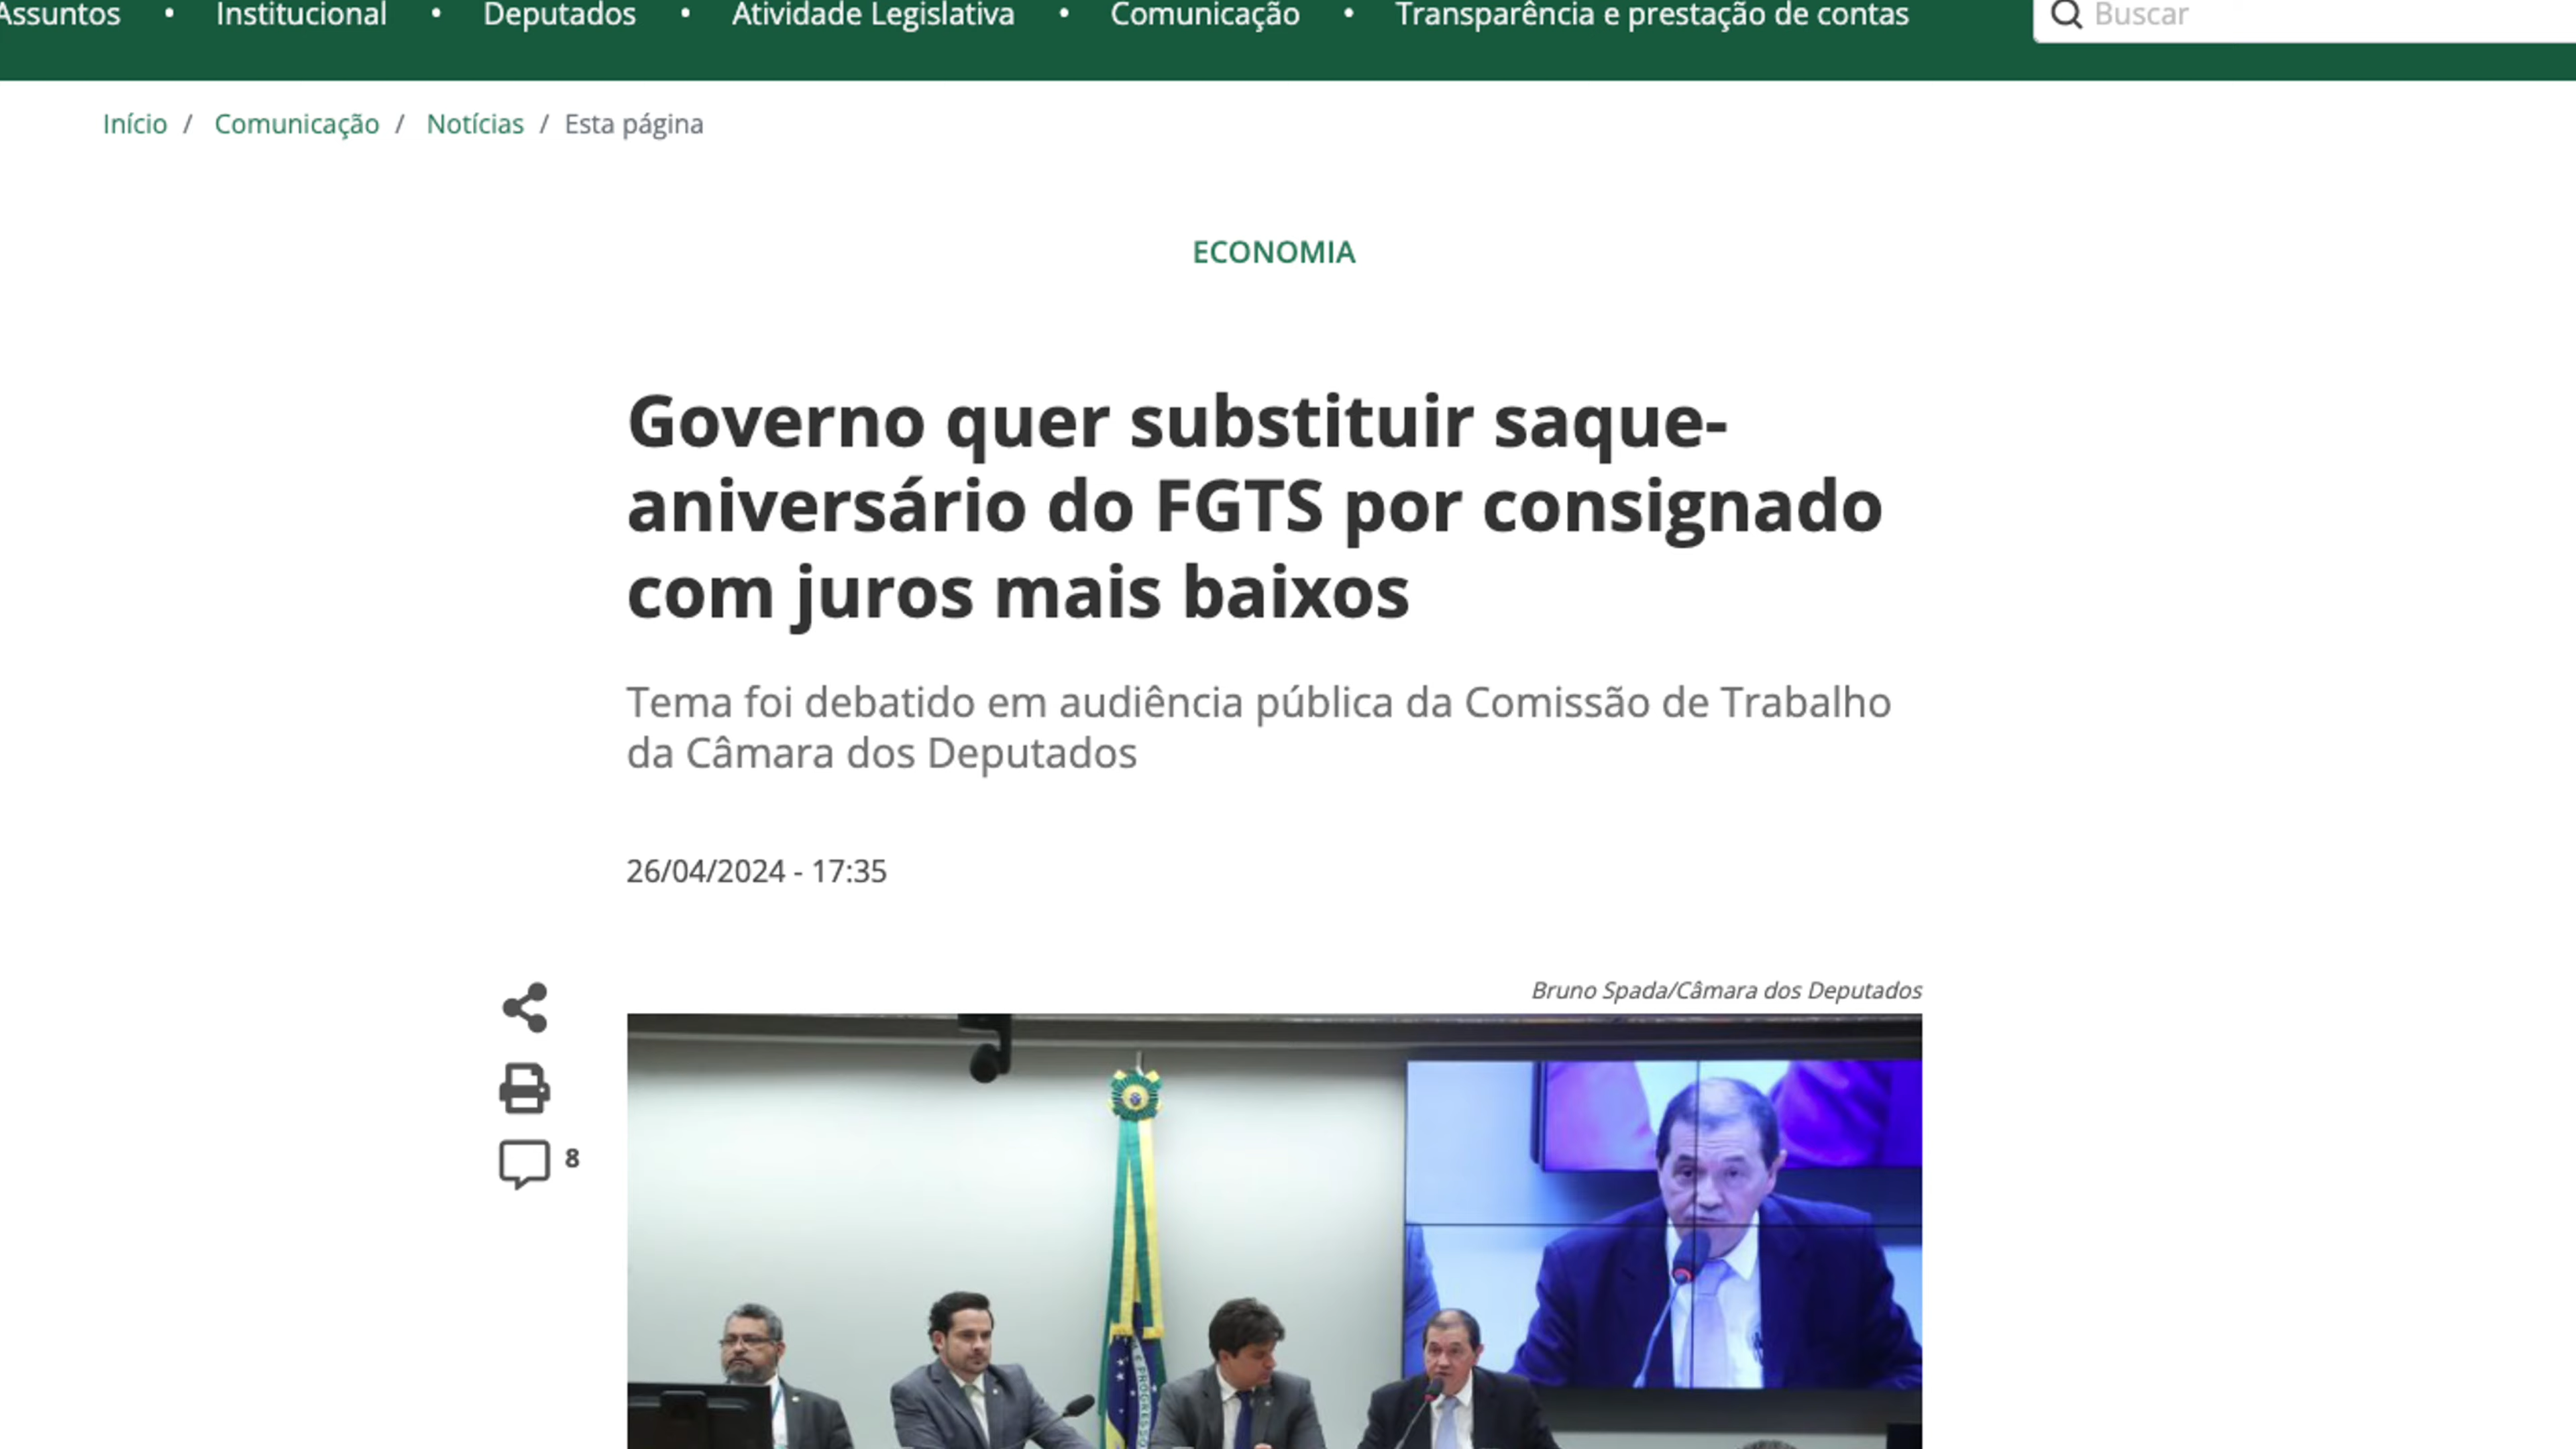 Assuntos • Institucional • Deputados • Atividade Legislativa • Comunicação • Transparência e prestação de contas Buscar
Início / Comunicação / Notícias / Esta página
ECONOMIA
Governo quer substituir saque-
aniversário do FGTS por consignado
com juros mais baixos
Tema foi debatido em audiência pública da Comissão de Trabalho
da Câmara dos Deputados
26/04/2024 - 17:35
Bruno Spada/Câmara dos Deputados
8